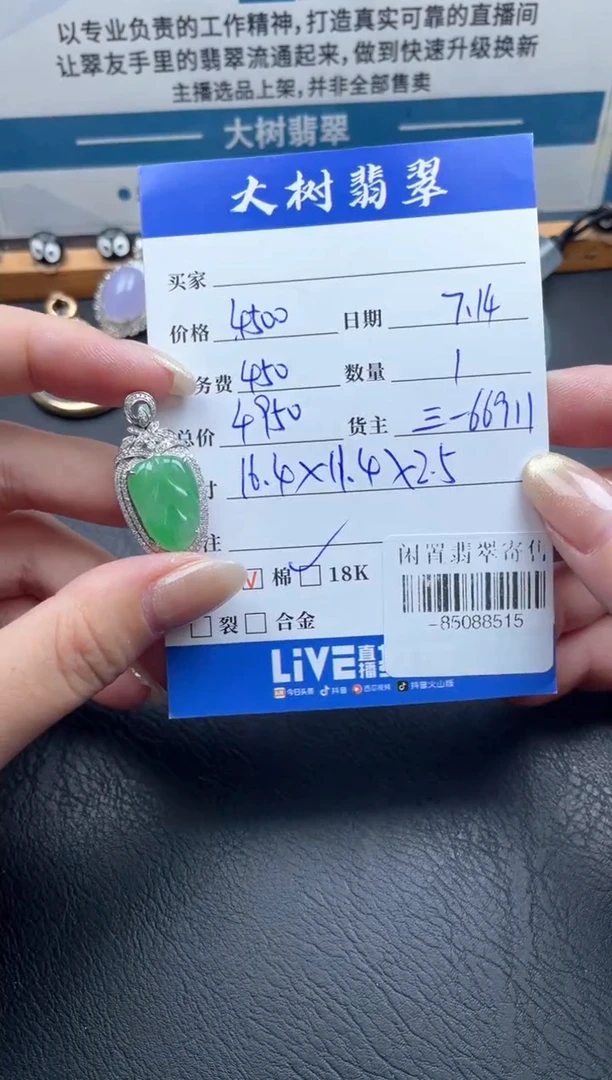 以专业负责的工作精神,打造真实可靠的直播间
让翠友手里的翡翠流通起来,做到快速升级换新
主播选品上架,并非全部售卖
大树翡翠
大树翡翠
买家
价格 4500 日期 7.14
务费 450 数量 1
总价 4950 货主 三-66911
寸 16.4×11.4×2.5
注
棉 18K
裂 合金
闲置翡翠寄售
-85088515
LiVE 直播
今日头条 抖音 西瓜视频 抖音火山版